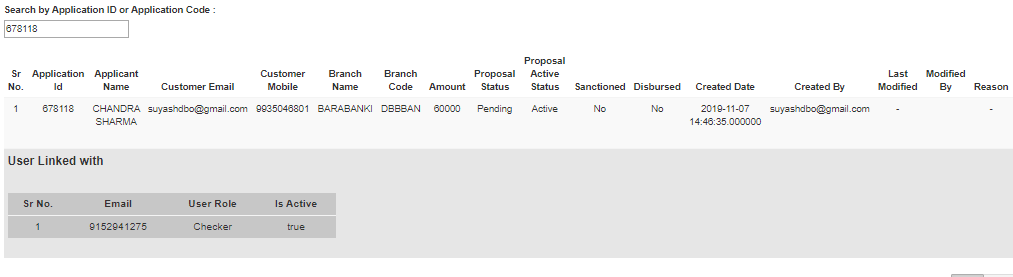 Search by Application ID or Application Code :
678118
Sr No. Application Id Applicant Name Customer Email Customer Mobile Branch Name Branch Code Amount Proposal Status Proposal Active Status Sanctioned Disbursed Created Date Created By Last Modified Modified By Reason
1 678118 CHANDRA SHARMA suyashdbo@gmail.com 9935046801 BARABANKI DBBBAN 60000 Pending Active No No 2019-11-07 14:46:35.000000 suyashdbo@gmail.com - -
User Linked with
Sr No. Email User Role Is Active
1 9152941275 Checker true